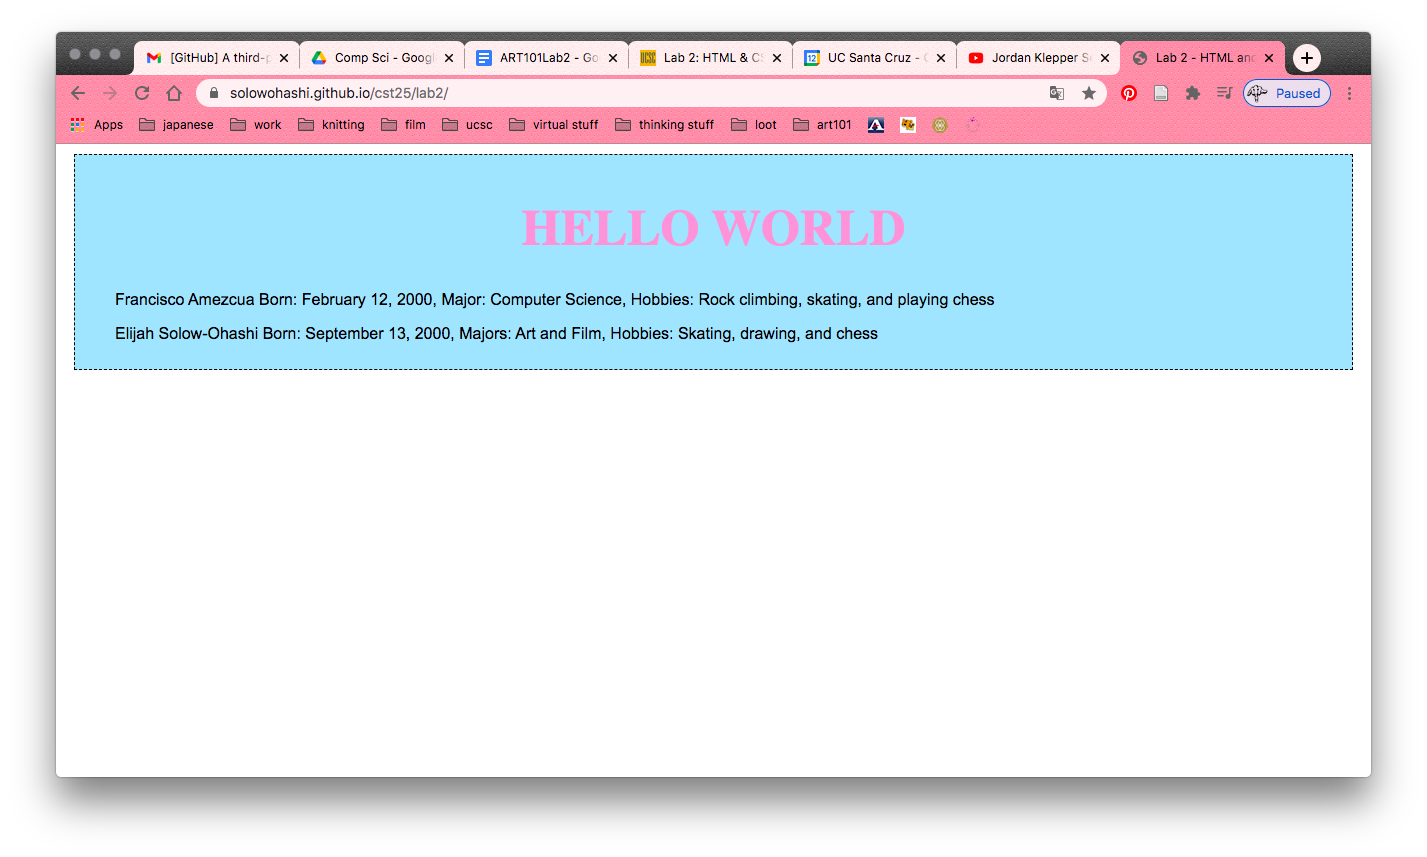 [GitHub] A third-p
Comp Sci - Googl
ART101Lab2 - Go
UCSC Lab 2: HTML & CS
12 UC Santa Cruz - C
Jordan Klepper S
Lab 2 - HTML and
solowohashi.github.io/cst25/lab2/
Paused
Apps japanese work knitting film ucsc virtual stuff thinking stuff loot art101
HELLO WORLD
Francisco Amezcua Born: February 12, 2000, Major: Computer Science, Hobbies: Rock climbing, skating, and playing chess
Elijah Solow-Ohashi Born: September 13, 2000, Majors: Art and Film, Hobbies: Skating, drawing, and chess